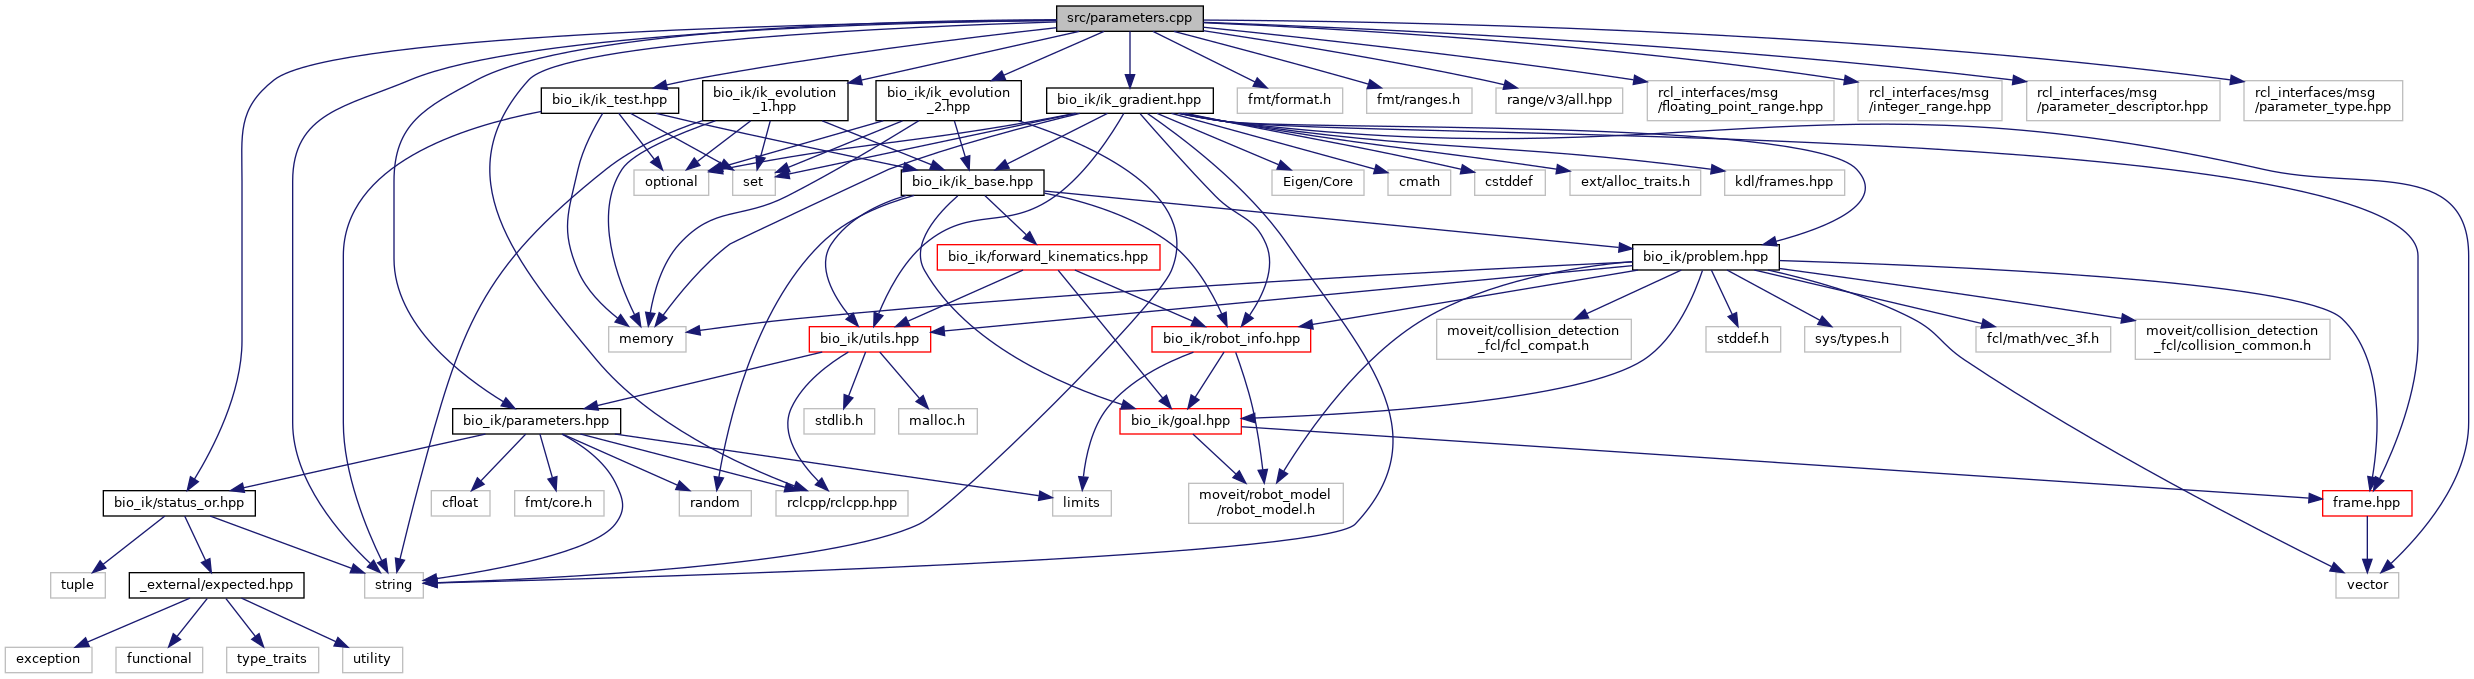 src/parameters.cpp
bio_ik/ik_test.hpp
bio_ik/ik_evolution
_1.hpp
bio_ik/ik_evolution
_2.hpp
bio_ik/ik_gradient.hpp
fmt/format.h
fmt/ranges.h
range/v3/all.hpp
rcl_interfaces/msg
/floating_point_range.hpp
rcl_interfaces/msg
/integer_range.hpp
rcl_interfaces/msg
/parameter_descriptor.hpp
rcl_interfaces/msg
/parameter_type.hpp
optional
set
bio_ik/ik_base.hpp
Eigen/Core
cmath
cstddef
ext/alloc_traits.h
kdl/frames.hpp
bio_ik/forward_kinematics.hpp
bio_ik/problem.hpp
memory
bio_ik/utils.hpp
bio_ik/robot_info.hpp
moveit/collision_detection
_fcl/fcl_compat.h
stddef.h
sys/types.h
fcl/math/vec_3f.h
moveit/collision_detection
_fcl/collision_common.h
bio_ik/parameters.hpp
stdlib.h
malloc.h
bio_ik/goal.hpp
bio_ik/status_or.hpp
cfloat
fmt/core.h
random
rclcpp/rclcpp.hpp
limits
moveit/robot_model
/robot_model.h
frame.hpp
tuple
_external/expected.hpp
string
vector
exception
functional
type_traits
utility